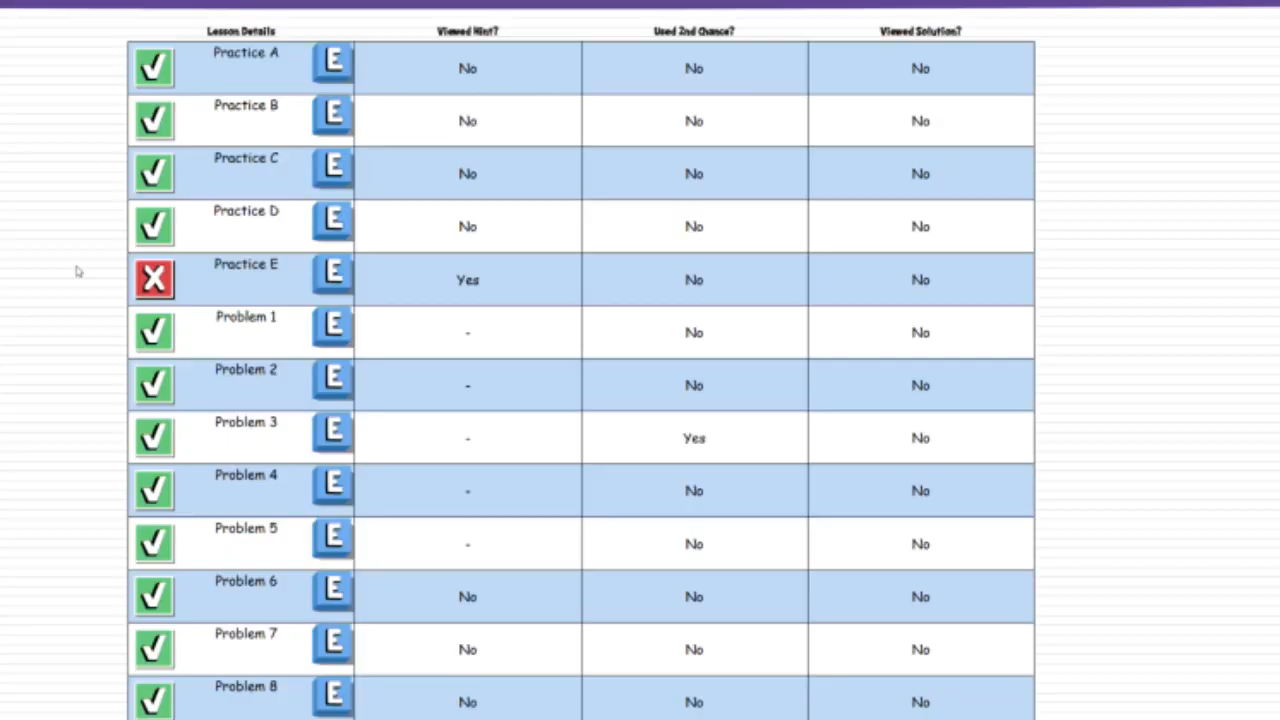 Lesson Details Viewed Hint? Used 2nd Chance? Viewed Solution?
Practice A E No No No
Practice B E No No No
Practice C E No No No
Practice D E No No No
X Practice E E Yes No No
Problem 1 E - No No
Problem 2 E - No No
Problem 3 E - Yes No
Problem 4 E - No No
Problem 5 E - No No
Problem 6 E No No No
Problem 7 E No No No
Problem 8 E No No No